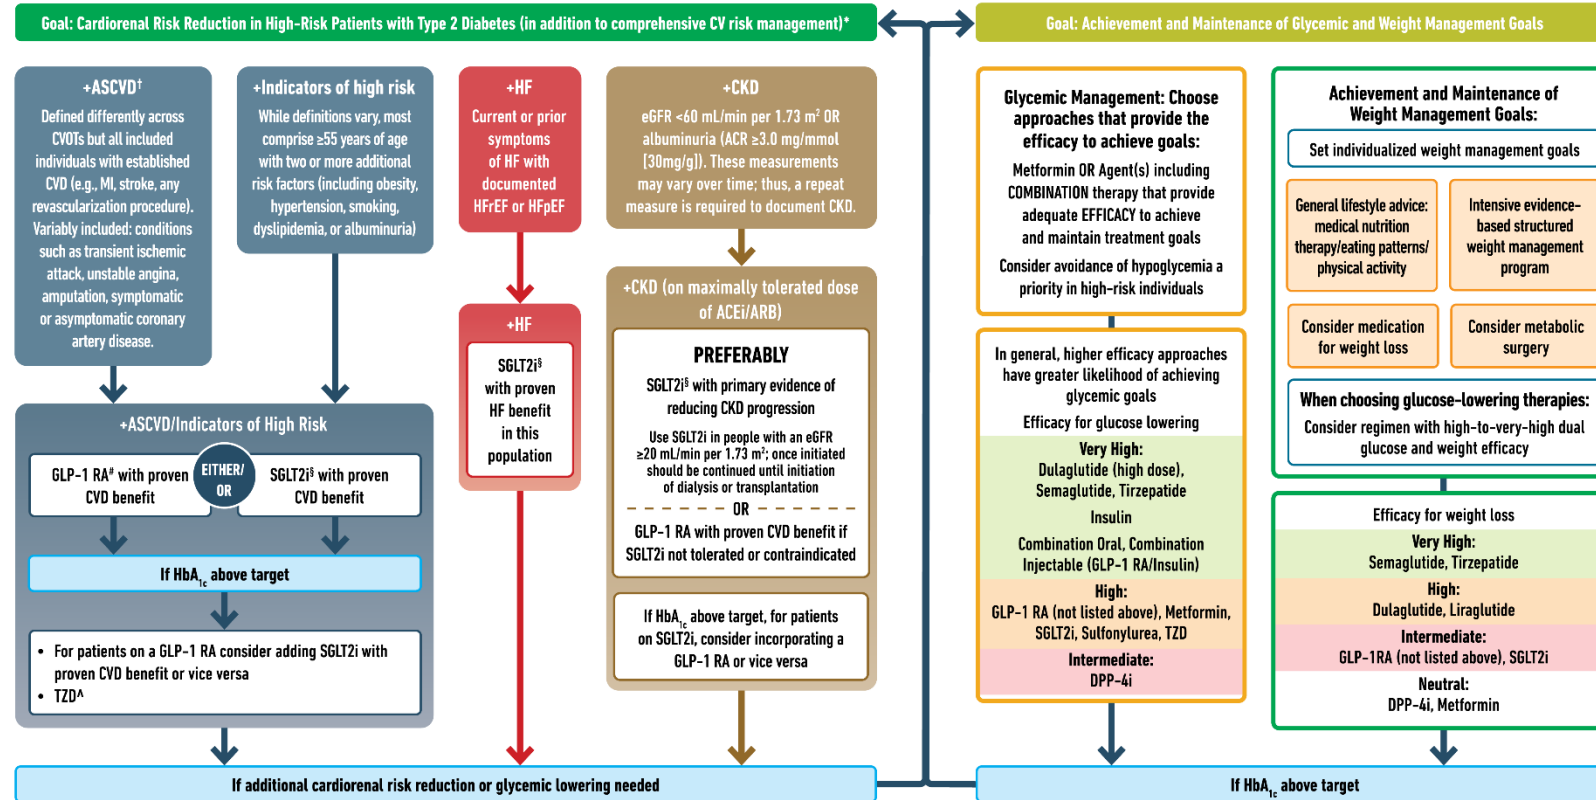 Goal: Cardiorenal Risk Reduction in High-Risk Patients with Type 2 Diabetes (in addition to comprehensive CV risk management)*
Goal: Achievement and Maintenance of Glycemic and Weight Management Goals
+ASCVD†
Defined differently across
CVOTs but all included
individuals with established
CVD (e.g., MI, stroke, any
revascularization procedure).
Variably included: conditions
such as transient ischemic
attack, unstable angina,
amputation, symptomatic
or asymptomatic coronary
artery disease.
+Indicators of high risk
While definitions vary, most
comprise ≥55 years of age
with two or more additional
risk factors (including obesity,
hypertension, smoking,
dyslipidemia, or albuminuria)
+HF
Current or prior
symptoms
of HF with
documented
HFrEF or HFpEF
+CKD
eGFR <60 mL/min per 1.73 m² OR
albuminuria (ACR ≥3.0 mg/mmol
[30mg/g]). These measurements
may vary over time; thus, a repeat
measure is required to document CKD.
+ASCVD/Indicators of High Risk
GLP-1 RA# with proven
CVD benefit
EITHER/
OR
SGLT2i§ with proven
CVD benefit
If HbA1c above target
• For patients on a GLP-1 RA consider adding SGLT2i with
proven CVD benefit or vice versa
• TZD^
+HF
SGLT2i§
with proven
HF benefit
in this
population
+CKD (on maximally tolerated dose
of ACEi/ARB)
PREFERABLY
SGLT2i§ with primary evidence of
reducing CKD progression
Use SGLT2i in people with an eGFR
≥20 mL/min per 1.73 m²; once initiated
should be continued until initiation
of dialysis or transplantation
OR
GLP-1 RA with proven CVD benefit if
SGLT2i not tolerated or contraindicated
If HbA1c above target, for patients
on SGLT2i, consider incorporating a
GLP-1 RA or vice versa
If additional cardiorenal risk reduction or glycemic lowering needed
Glycemic Management: Choose
approaches that provide the
efficacy to achieve goals:
Metformin OR Agent(s) including
COMBINATION therapy that provide
adequate EFFICACY to achieve
and maintain treatment goals
Consider avoidance of hypoglycemia a
priority in high-risk individuals
In general, higher efficacy approaches
have greater likelihood of achieving
glycemic goals
Efficacy for glucose lowering
Very High:
Dulaglutide (high dose),
Semaglutide, Tirzepatide
Insulin
Combination Oral, Combination
Injectable (GLP-1 RA/Insulin)
High:
GLP-1 RA (not listed above), Metformin,
SGLT2i, Sulfonylurea, TZD
Intermediate:
DPP-4i
Achievement and Maintenance of
Weight Management Goals:
Set individualized weight management goals
General lifestyle advice:
medical nutrition
therapy/eating patterns/
physical activity
Intensive evidence-
based structured
weight management
program
Consider medication
for weight loss
Consider metabolic
surgery
When choosing glucose-lowering therapies:
Consider regimen with high-to-very-high dual
glucose and weight efficacy
Efficacy for weight loss
Very High:
Semaglutide, Tirzepatide
High:
Dulaglutide, Liraglutide
Intermediate:
GLP-1RA (not listed above), SGLT2i
Neutral:
DPP-4i, Metformin
If HbA1c above target